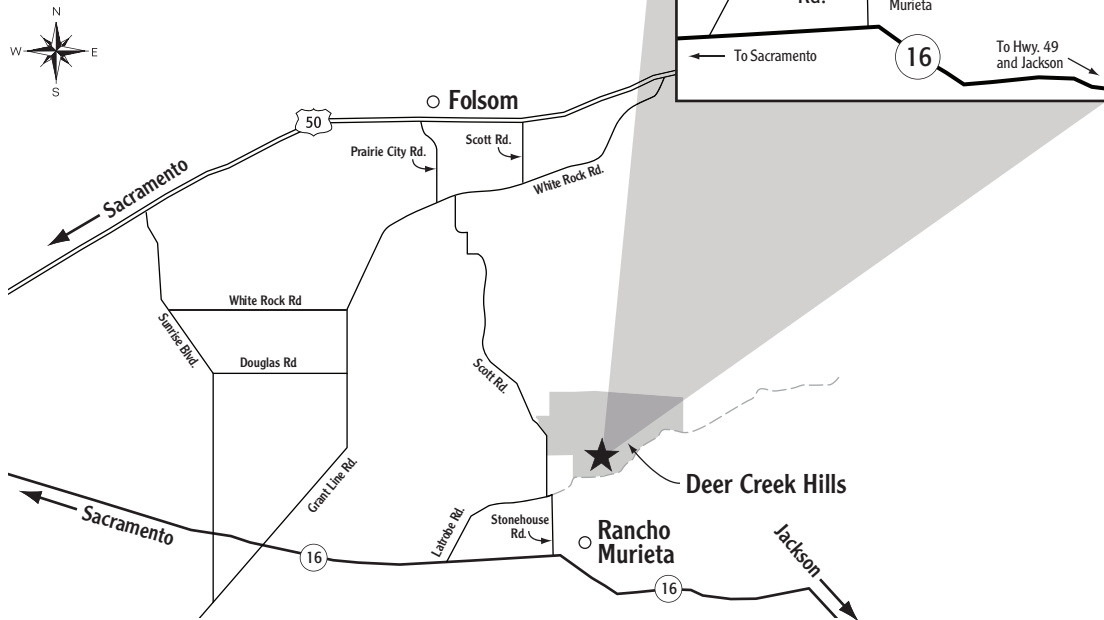 Rd.
Murieta
To Sacramento
16
To Hwy. 49
and Jackson
N
W
E
S
Folsom
50
Prairie City Rd.
Scott Rd.
White Rock Rd.
Sacramento
White Rock Rd
Sunrise Blvd.
Douglas Rd
Scott Rd.
Grant Line Rd.
Deer Creek Hills
Sacramento
Latrobe Rd.
Stonehouse
Rd.
Rancho
Murieta
16
16
Jackson